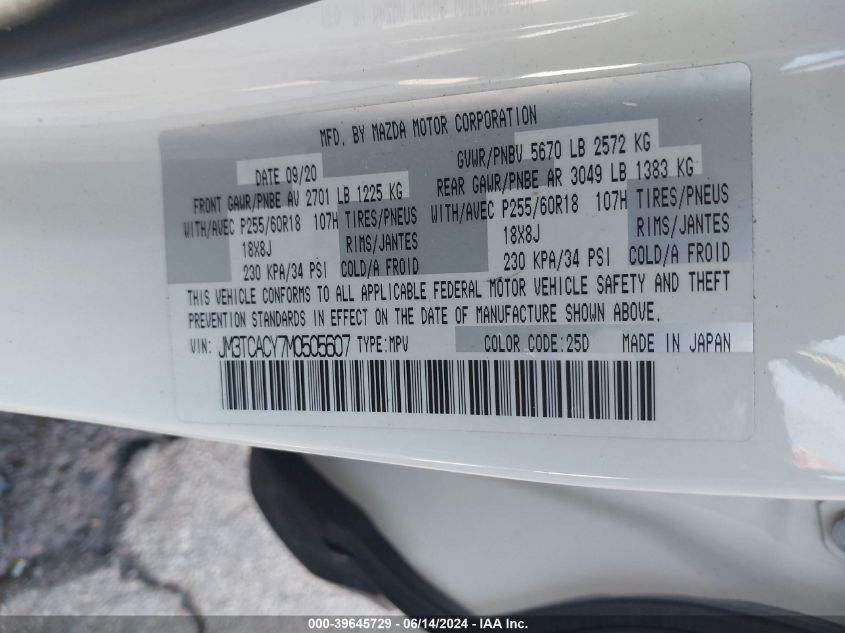 MFD. BY MAZDA MOTOR CORPORATION
DATE 09/20 GVWR/PNBV 5670 LB 2572 KG
FRONT GAWR/PNBE AV 2701 LB 1225 KG REAR GAWR/PNBE AR 3049 LB 1383 KG
WITH/AVEC P255/60R18 107H TIRES/PNEUS WITH/AVEC P255/60R18 107H TIRES/PNEUS
18X8J RIMS/JANTES 18X8J RIMS/JANTES
230 KPA/34 PSI COLD/A FROID 230 KPA/34 PSI COLD/A FROID
THIS VEHICLE CONFORMS TO ALL APPLICABLE FEDERAL MOTOR VEHICLE SAFETY AND THEFT
PREVENTION STANDARDS IN EFFECT ON THE DATE OF MANUFACTURE SHOWN ABOVE.
VIN: JM3TCACY7M0505607 TYPE:MPV COLOR CODE:25D MADE IN JAPAN
000-39645729 - 06/14/2024 - IAA Inc.